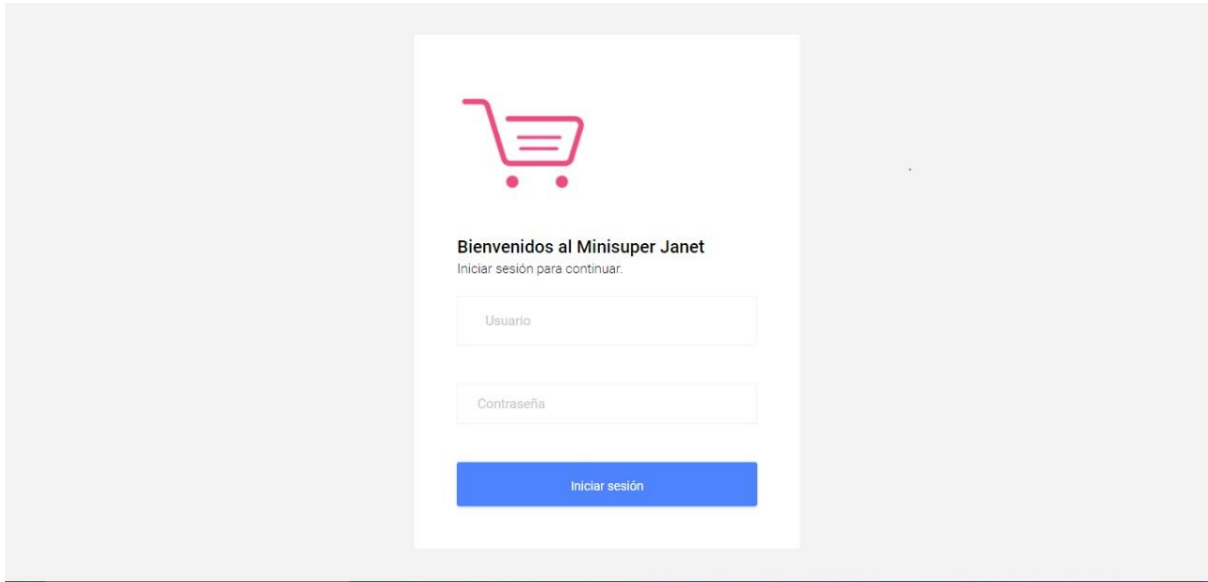 Bienvenidos al Minisuper Janet
Iniciar sesión para continuar.
Usuario
Contraseña
Iniciar sesión